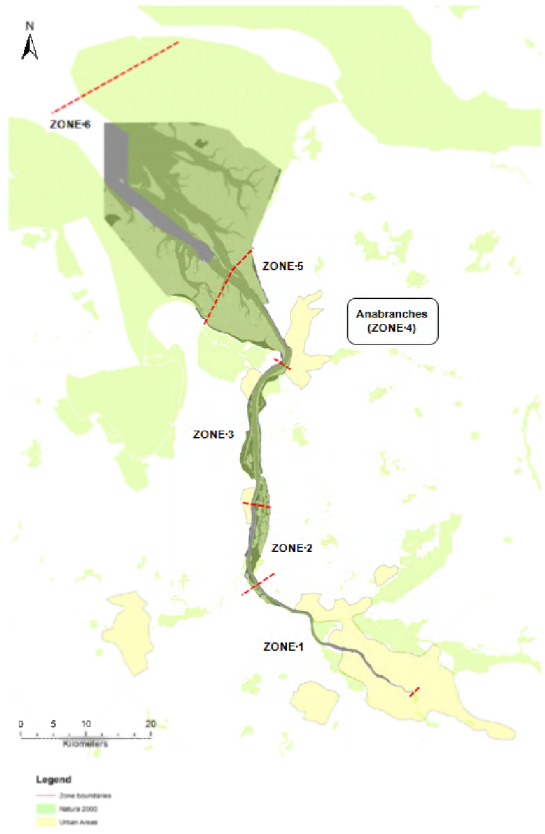 N
ZONE-6
ZONE-5
Anabranches
(ZONE-4)
ZONE-3
ZONE-2
ZONE-1
0 5 10 20
Kilometers
Legend
Zone boundaries
Natura 2000
Urban Areas